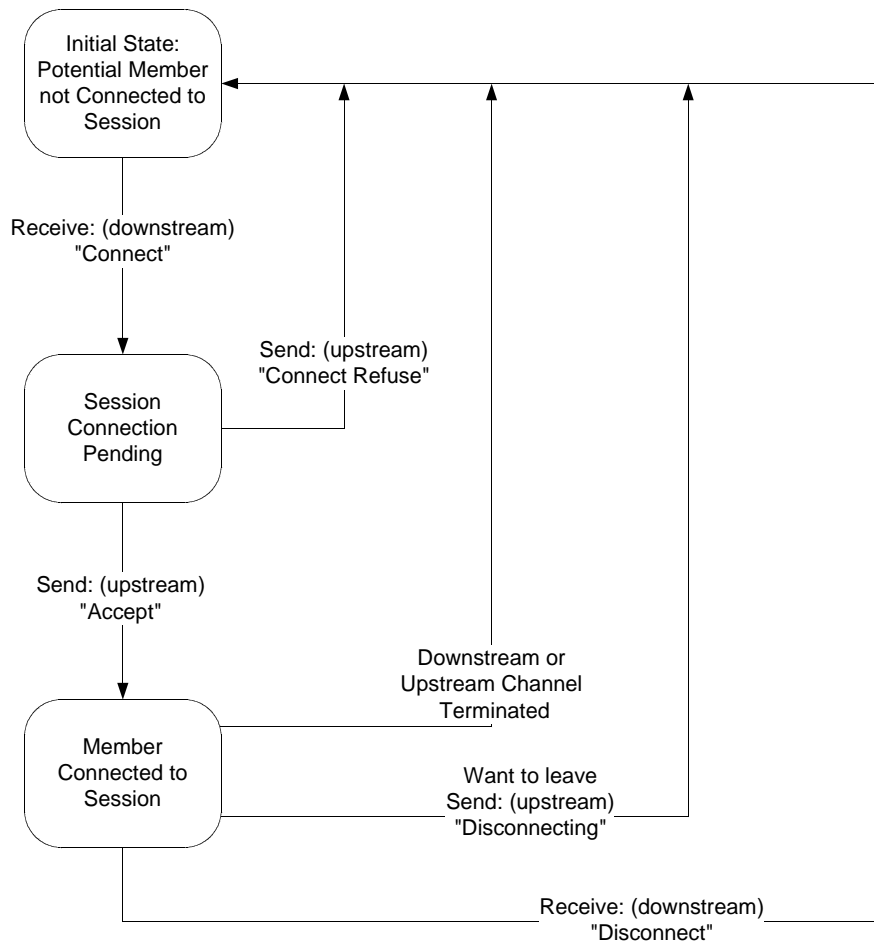 Initial State:
Potential Member
not Connected to
Session
Receive: (downstream)
"Connect"
Send: (upstream)
"Connect Refuse"
Session
Connection
Pending
Send: (upstream)
"Accept"
Downstream or
Upstream Channel
Terminated
Member
Connected to
Session
Want to leave
Send: (upstream)
"Disconnecting"
Receive: (downstream)
"Disconnect"